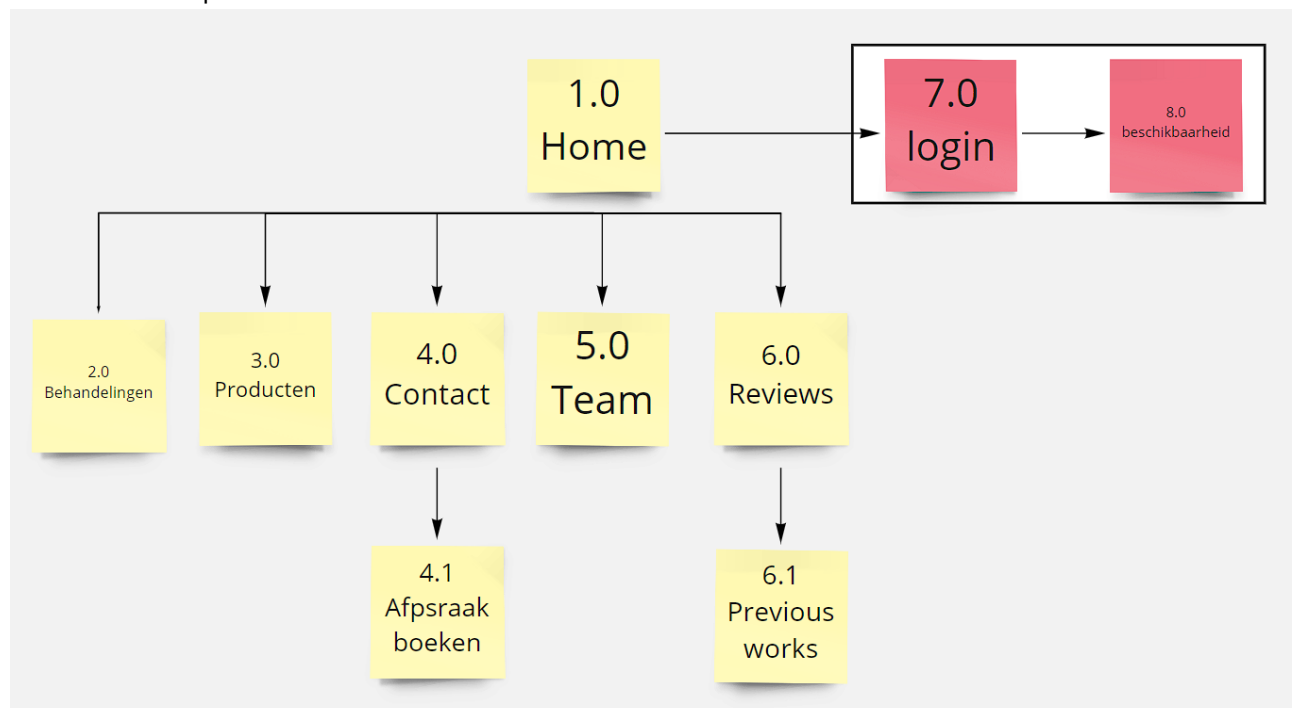 1.0
Home
7.0
login
8.0
beschikbaarheid
2.0
Behandelingen
3.0
Producten
4.0
Contact
5.0
Team
6.0
Reviews
4.1
Afpsraak
boeken
6.1
Previous
works